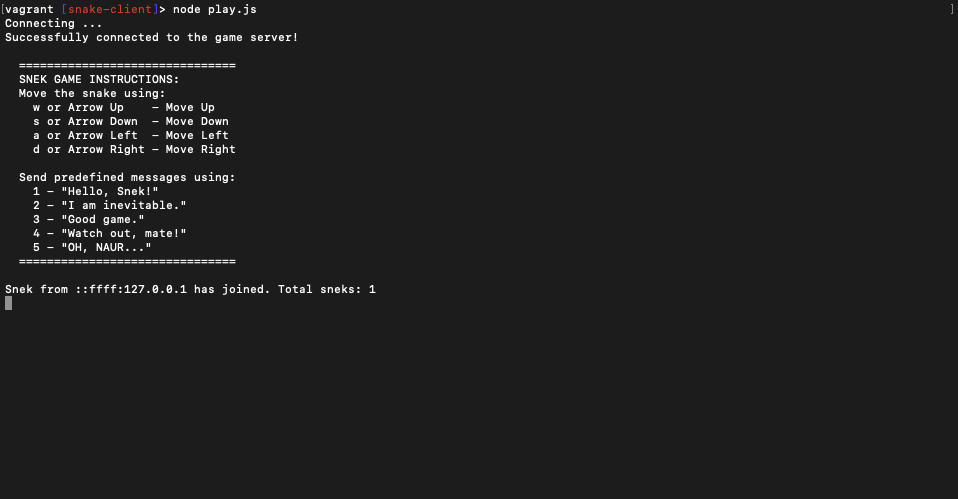 [vagrant [snake-client]> node play.js ]
Connecting ...
Successfully connected to the game server!
===============================
SNEK GAME INSTRUCTIONS:
Move the snake using:
w or Arrow Up    - Move Up
s or Arrow Down  - Move Down
a or Arrow Left  - Move Left
d or Arrow Right - Move Right
Send predefined messages using:
1 - "Hello, Snek!"
2 - "I am inevitable."
3 - "Good game."
4 - "Watch out, mate!"
5 - "OH, NAUR..."
===============================
Snek from ::ffff:127.0.0.1 has joined. Total sneks: 1